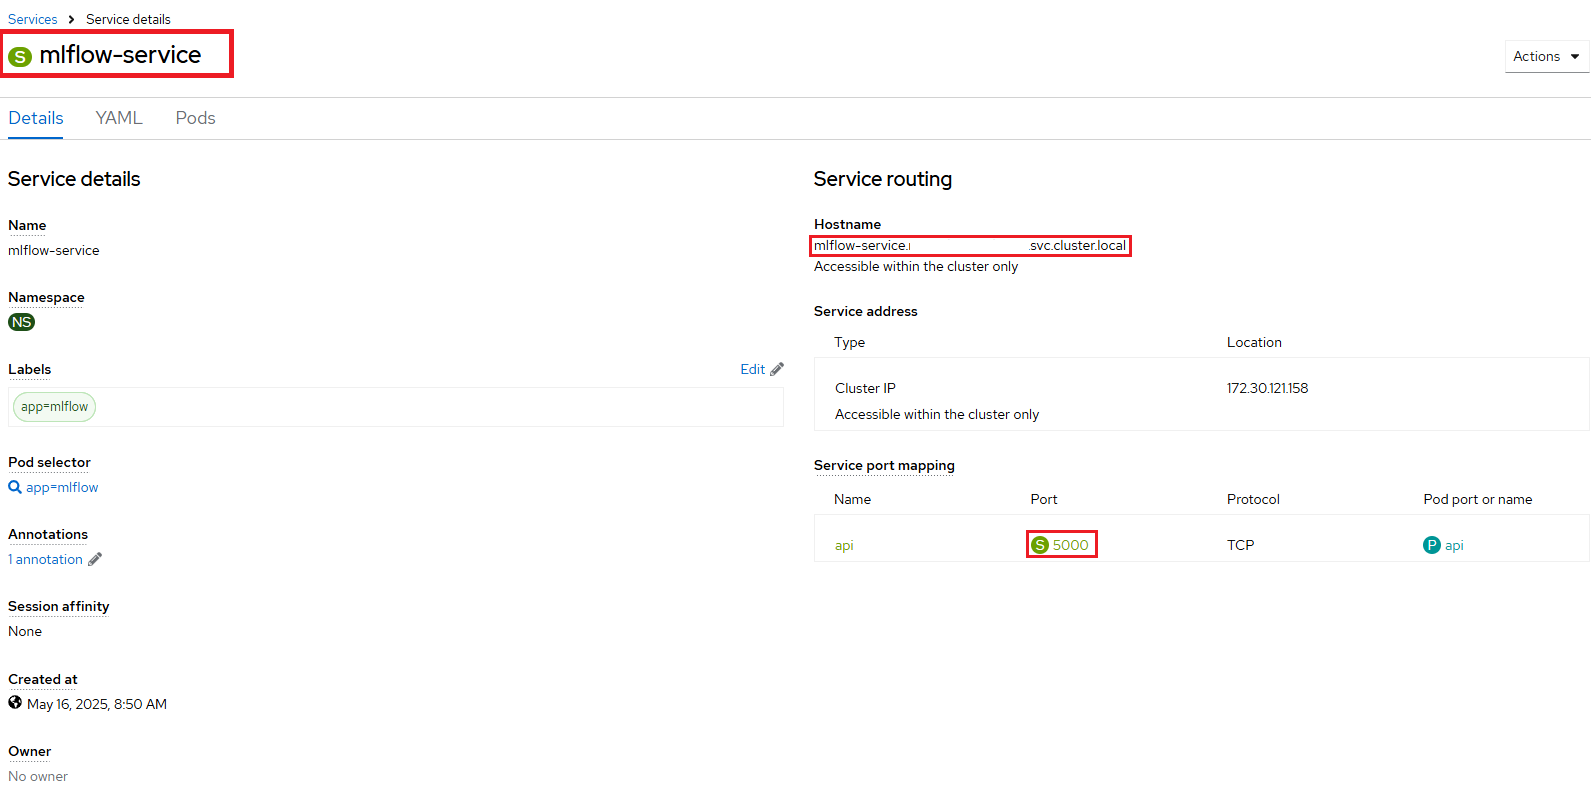 Services > Service details
S mlflow-service
Actions
Details YAML Pods
Service details
Name
mlflow-service
Namespace
NS
Labels
Edit
app=mlflow
Pod selector
app=mlflow
Annotations
1 annotation
Session affinity
None
Created at
May 16, 2025, 8:50 AM
Owner
No owner
Service routing
Hostname
mlflow-service. .svc.cluster.local
Accessible within the cluster only
Service address
Type Location
Cluster IP 172.30.121.158
Accessible within the cluster only
Service port mapping
Name Port Protocol Pod port or name
api S 5000 TCP P api